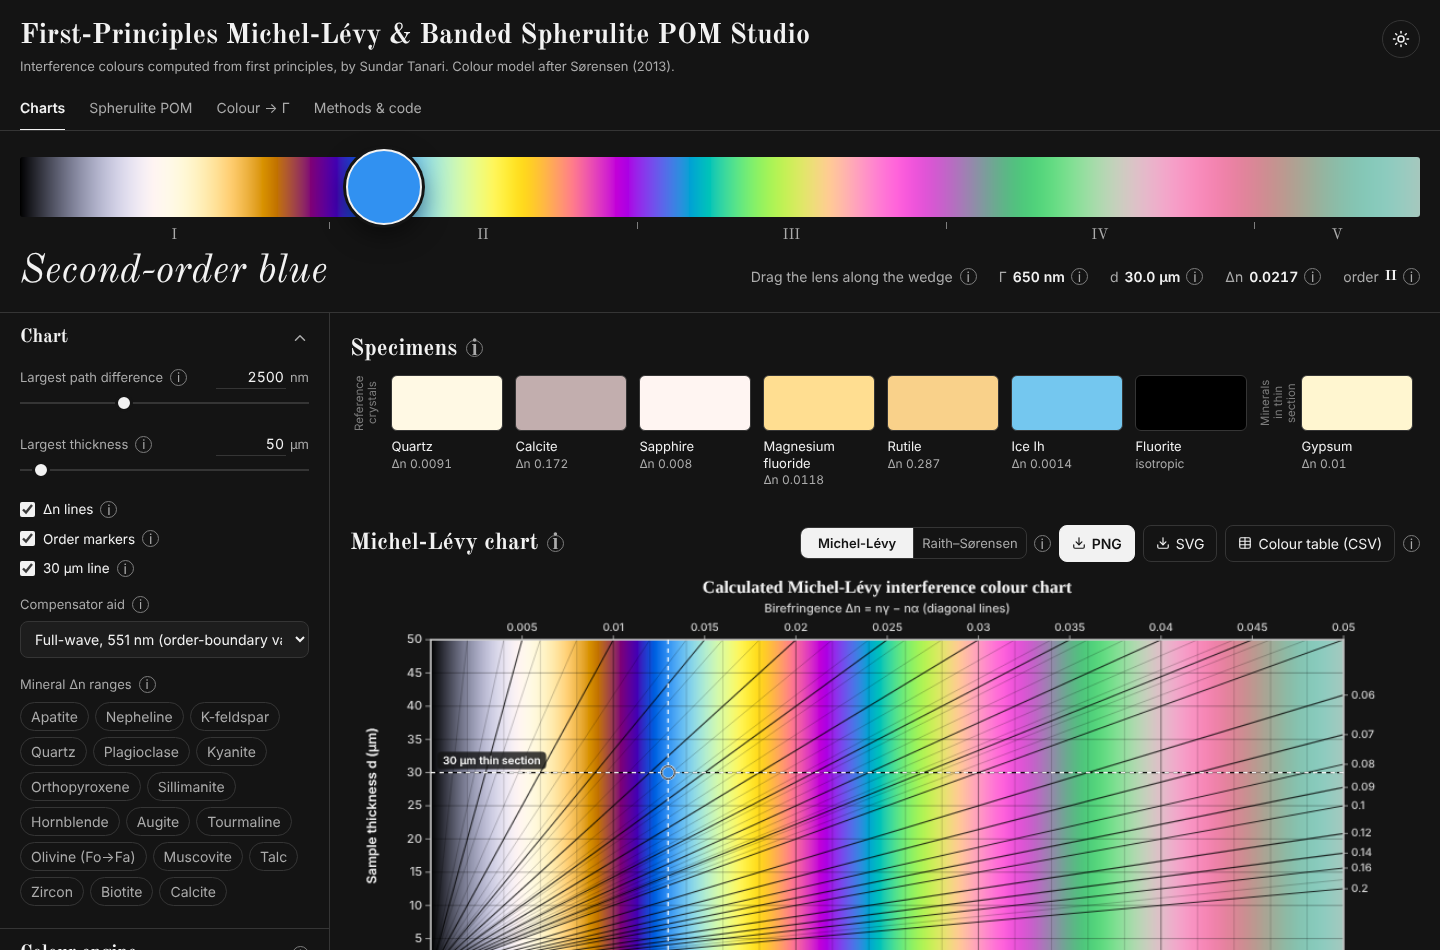 First-Principles Michel-Lévy & Banded Spherulite POM Studio
Interference colours computed from first principles, by Sundar Tanari. Colour model after Sørensen (2013).
Charts Spherulite POM Colour → Γ Methods & code
I II III IV V
Second-order blue
Drag the lens along the wedge Γ 650 nm d 30.0 µm Δn 0.0217 order II
Chart
Largest path difference 2500 nm
Largest thickness 50 µm
Δn lines
Order markers
30 µm line
Compensator aid
Full-wave, 551 nm (order-boundary va
Mineral Δn ranges
Apatite Nepheline K-feldspar
Quartz Plagioclase Kyanite
Orthopyroxene Sillimanite
Hornblende Augite Tourmaline
Olivine (Fo→Fa) Muscovite Talc
Zircon Biotite Calcite
Specimens
Reference
crystals
Quartz
Δn 0.0091
Calcite
Δn 0.172
Sapphire
Δn 0.008
Magnesium
fluoride
Δn 0.0118
Rutile
Δn 0.287
Ice Ih
Δn 0.0014
Fluorite
isotropic
Minerals
in thin
section
Gypsum
Δn 0.01
Michel-Lévy chart
Michel-Lévy Raith–Sørensen PNG SVG Colour table (CSV)
Calculated Michel-Lévy interference colour chart
Birefringence Δn = nγ − nα (diagonal lines)
0.005 0.01 0.015 0.02 0.025 0.03 0.035 0.04 0.045 0.05
50
45
40
35
30
25
20
15
10
5
Sample thickness d (µm)
30 µm thin section
0.06
0.07
0.08
0.09
0.1
0.12
0.14
0.16
0.2